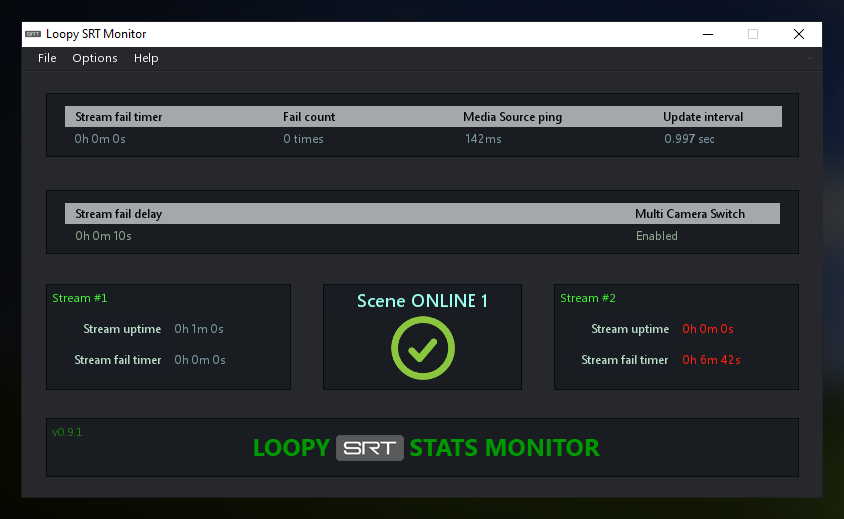 SRT Loopy SRT Monitor
File Options Help
Stream fail timer Fail count Media Source ping Update interval
0h 0m 0s 0 times 142ms 0.997 sec
Stream fail delay Multi Camera Switch
0h 0m 10s Enabled
Stream #1
Stream uptime 0h 1m 0s
Stream fail timer 0h 0m 0s
Scene ONLINE 1
Stream #2
Stream uptime 0h 0m 0s
Stream fail timer 0h 6m 42s
v0.9.1
LOOPY SRT STATS MONITOR